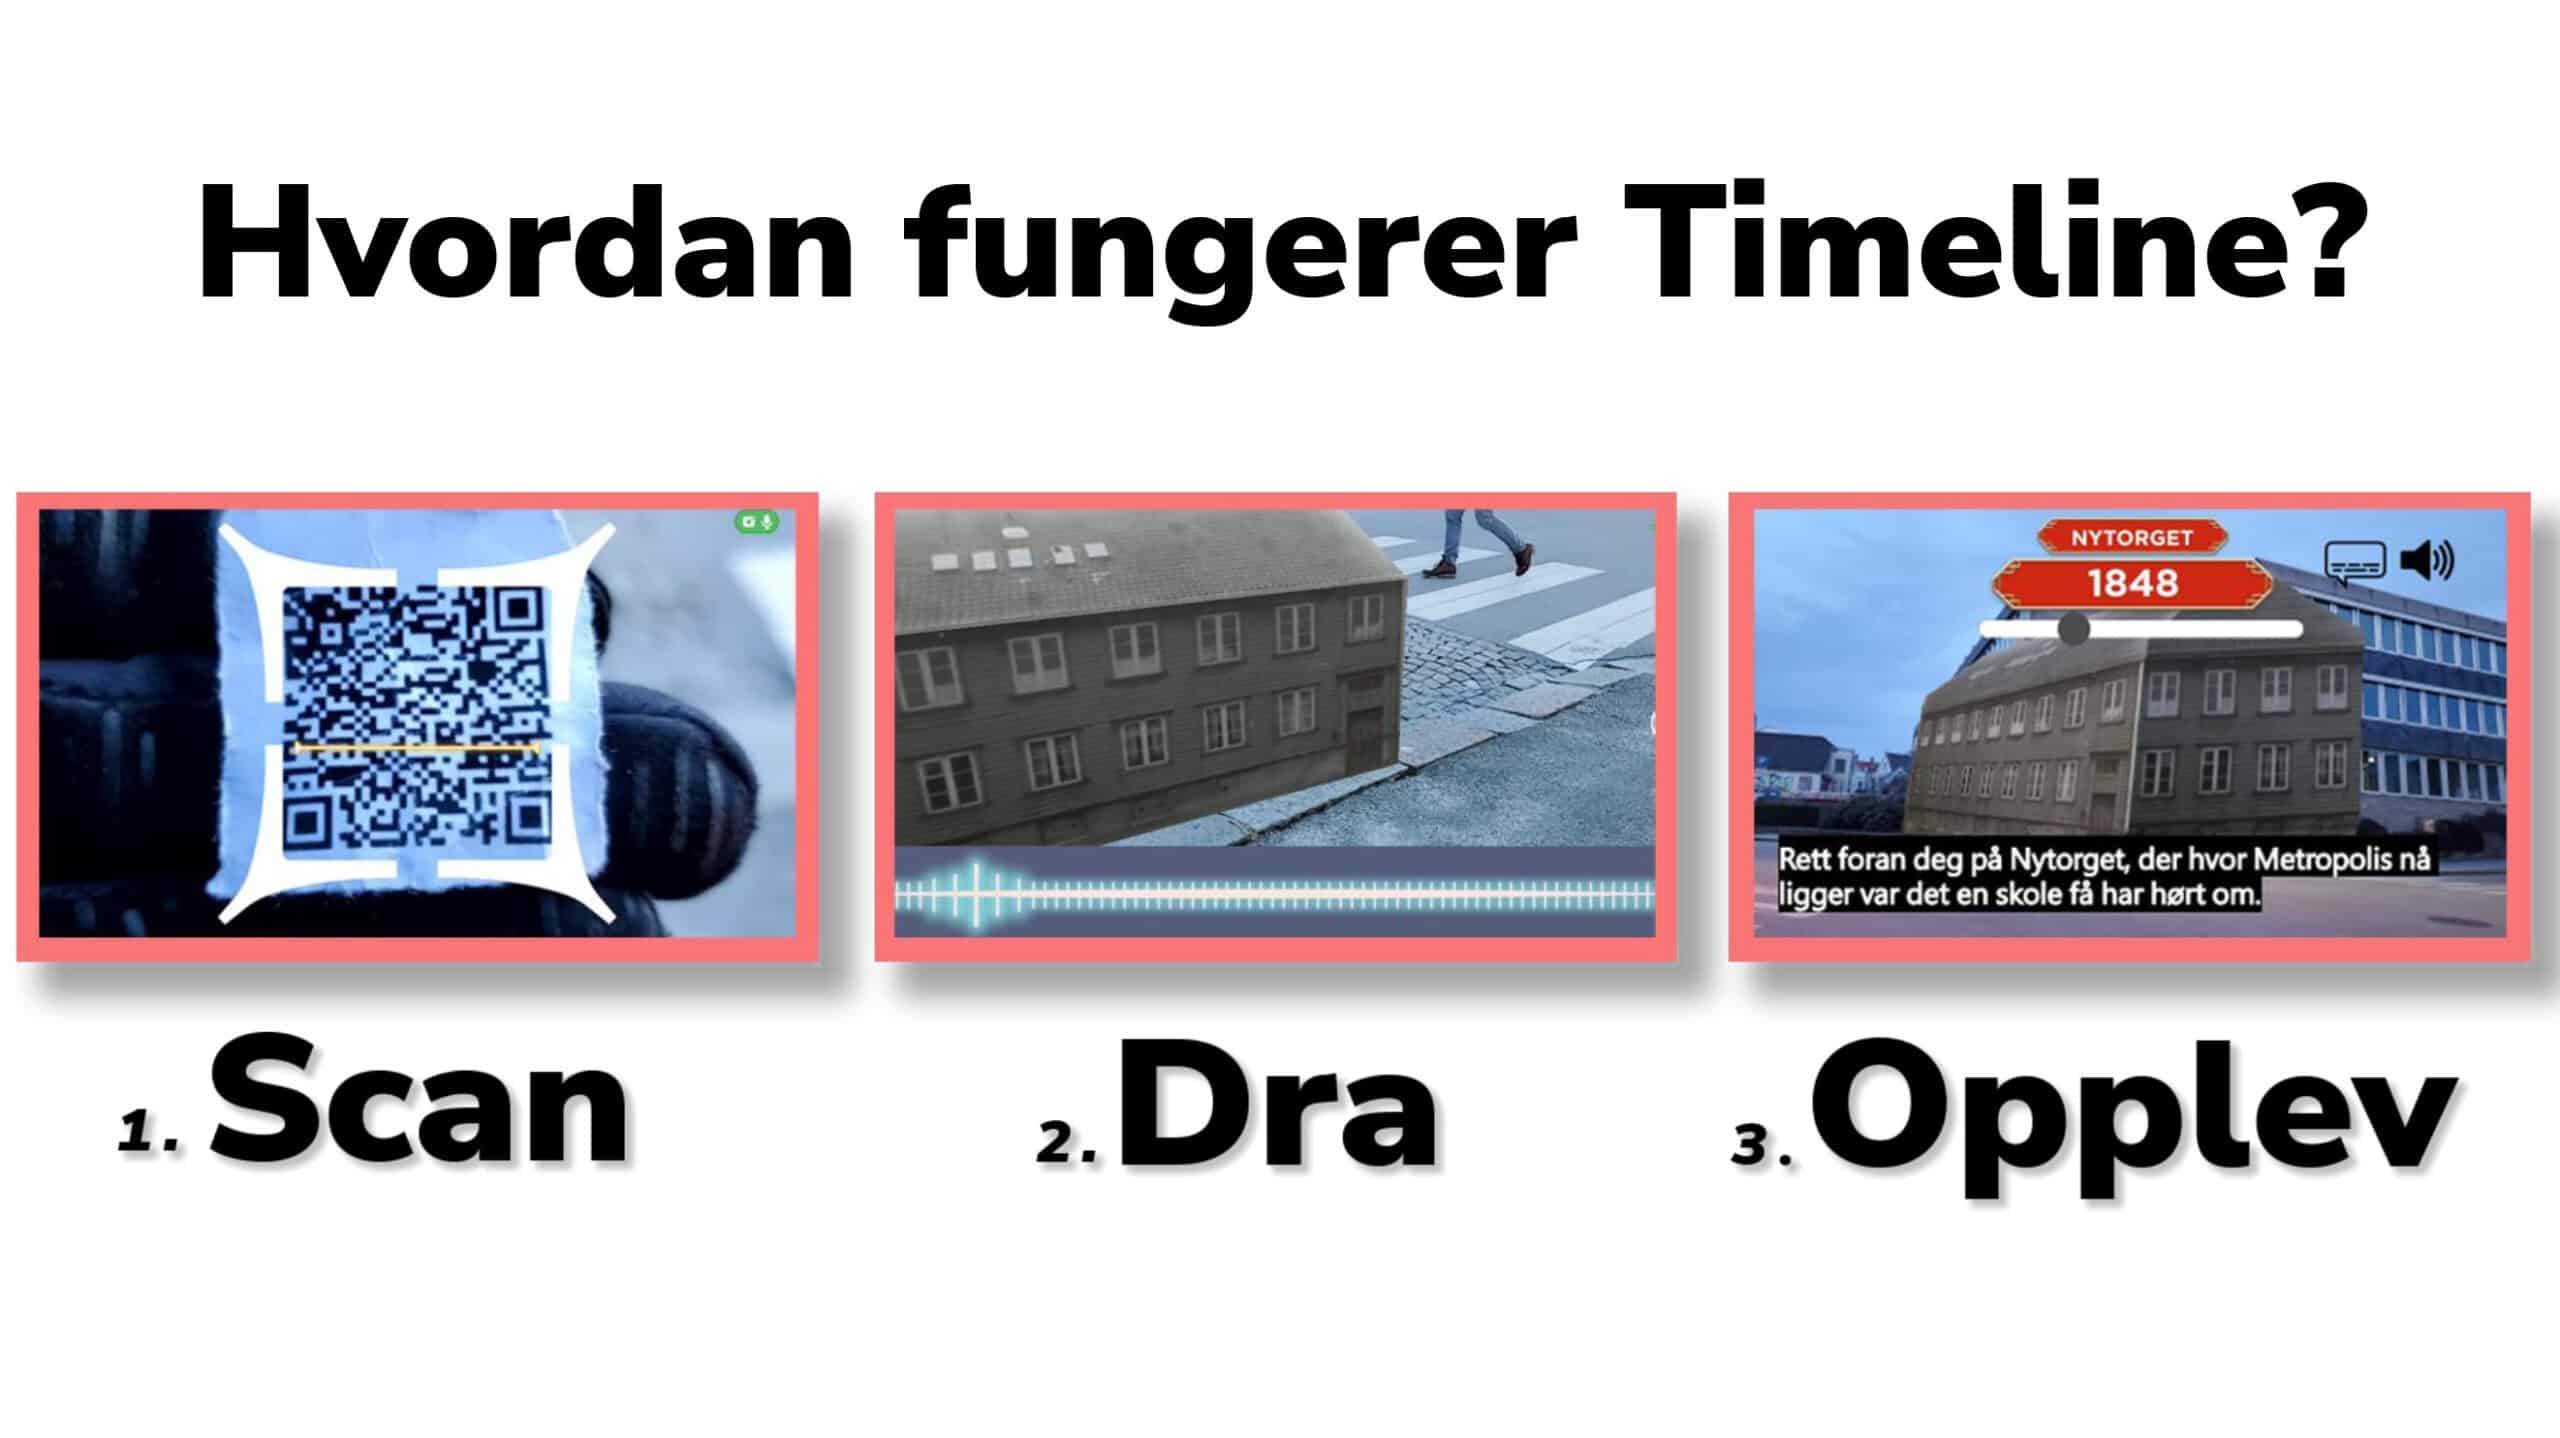 Hvordan fungerer Timeline?
NYTORGET
1848
Rett foran deg på Nytorget, der hvor Metropolis nå
ligger var det en skole få har hørt om.
1. Scan
2. Dra
3. Opplev